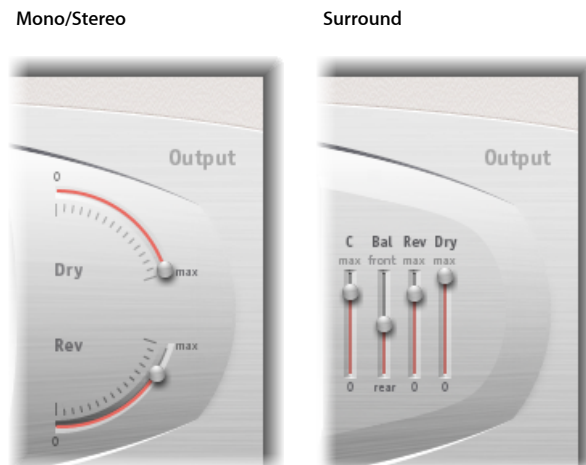 Mono/Stereo
Surround
Output
0
Dry
max
Rev
max
0
Output
C Bal Rev Dry
max front max max
0 rear 0 0